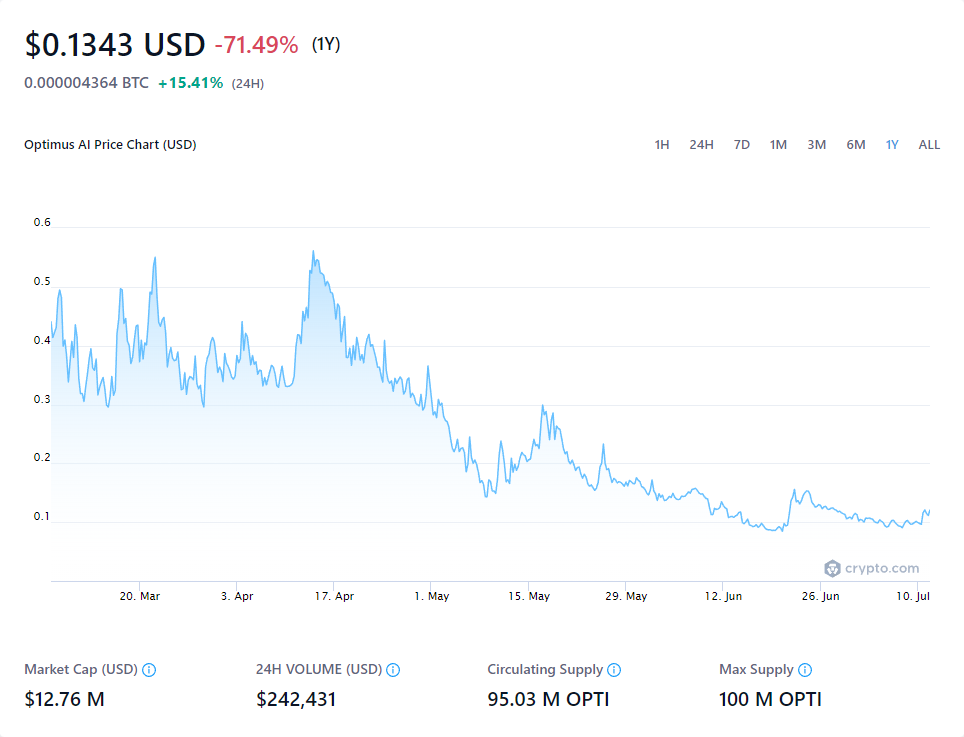 $0.1343 USD -71.49% (1Y)
0.000004364 BTC +15.41% (24H)
Optimus AI Price Chart (USD) 1H 24H 7D 1M 3M 6M 1Y ALL
0.6
0.5
0.4
0.3
0.2
0.1
crypto.com
20. Mar 3. Apr 17. Apr 1. May 15. May 29. May 12. Jun 26. Jun 10. Jul
Market Cap (USD) 24H VOLUME (USD) Circulating Supply Max Supply
$12.76 M $242,431 95.03 M OPTI 100 M OPTI